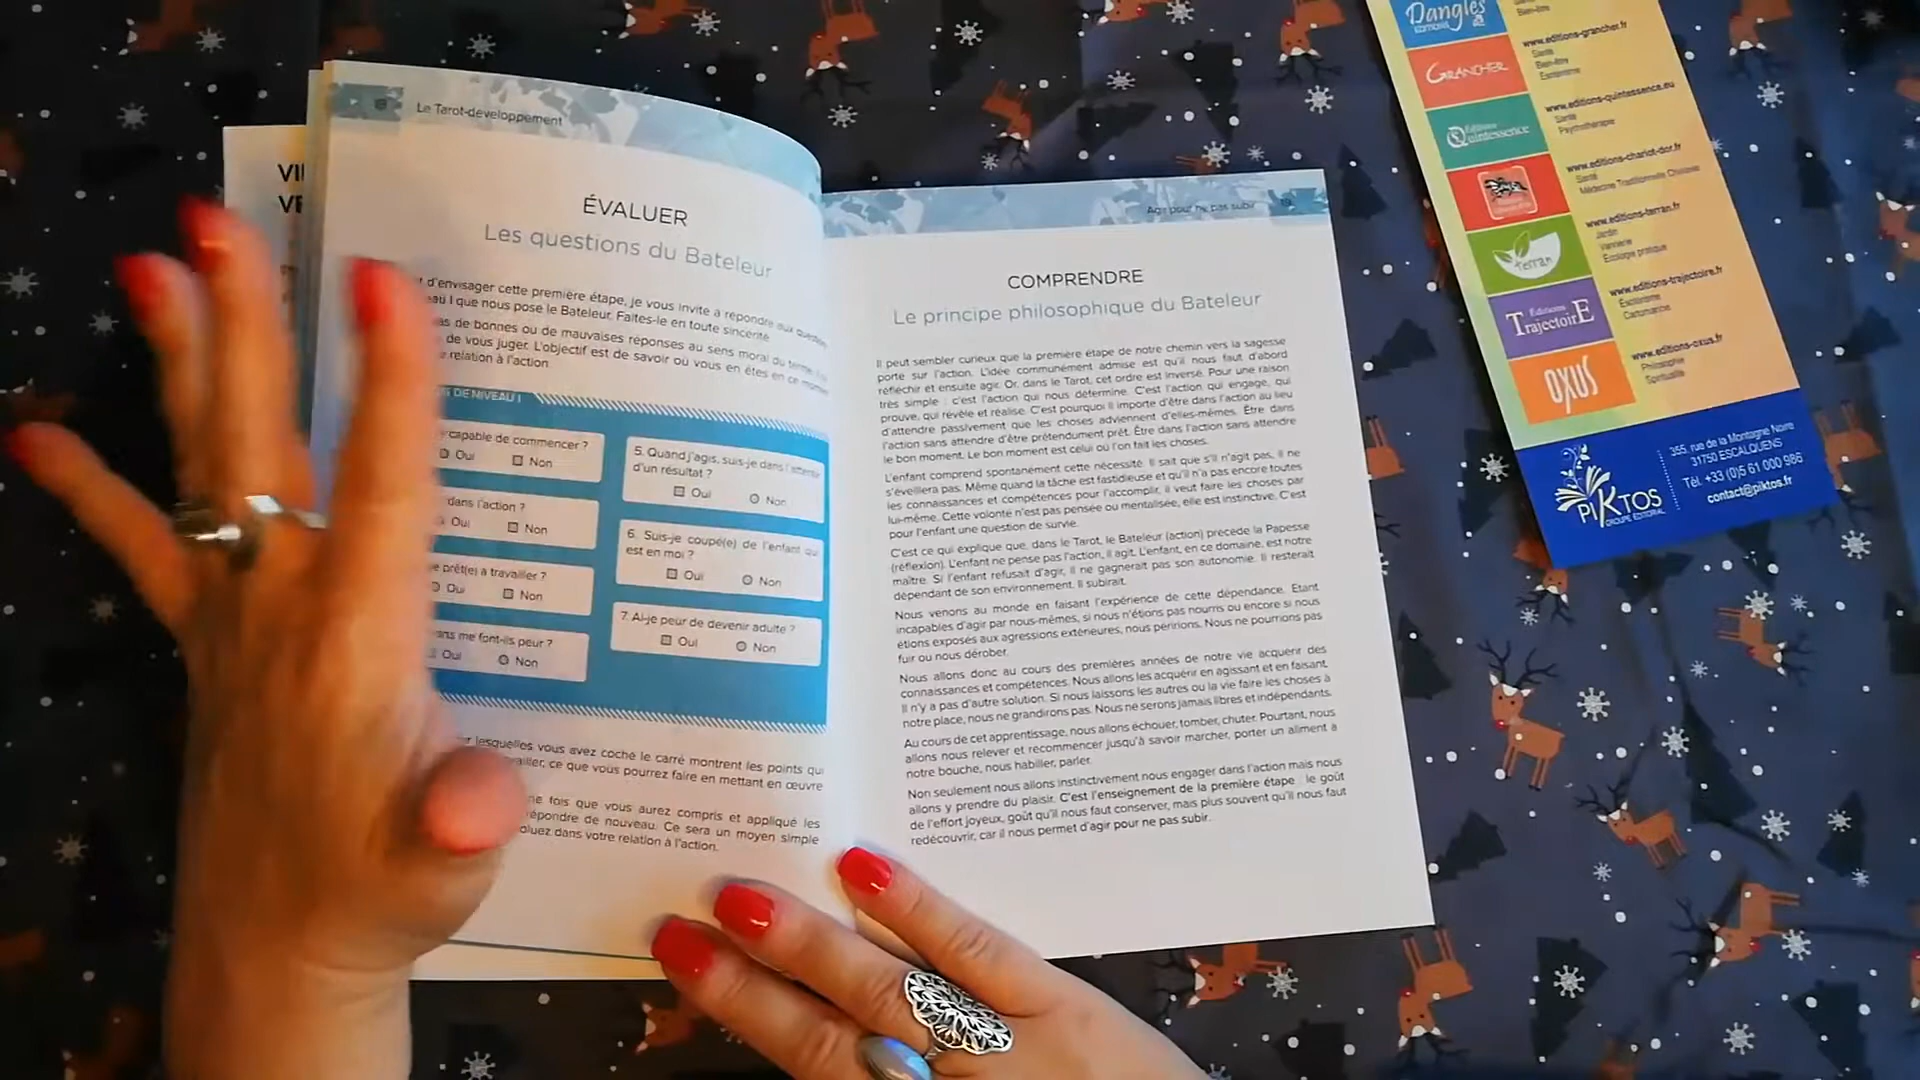 Le Tarot-développement
ÉVALUER
Les questions du Bateleur
d'envisager cette première étape, je vous invite à répondre aux
que nous pose le Bateleur. Faites-le en toute sincérité
de bonnes ou de mauvaises réponses au sens moral du terme
de vous juger. L'objectif est de savoir où vous en êtes en ce
relation à l'action
DE NIVEAU I
capable de commencer ?
Oui Non
dans l'action ?
Oui Non
prêt(e) à travailler ?
Oui Non
me font-ils peur ?
Oui Non
5. Quand j'agis, suis-je dans l'attente
d'un résultat ?
Oui Non
6. Suis-je coupé(e) de l'enfant qui
est en moi ?
Oui Non
7. Ai-je peur de devenir adulte ?
Oui Non
lesquelles vous avez coché le carré montrent les points qui
ce que vous pourrez faire en mettant en œuvre
fois que vous aurez compris et appliqué les
répondre de nouveau. Ce sera un moyen simple
dans votre relation à l'action.
Agir pour ne pas subir
COMPRENDRE
Le principe philosophique du Bateleur
Il peut sembler curieux que la première étape de notre chemin vers la sagesse
porte sur l'action. L'idée communément admise est qu'il nous faut d'abord
réfléchir et ensuite agir. Or, dans le Tarot, cet ordre est inversé. Pour une raison
très simple : c'est l'action qui nous détermine. C'est l'action qui engage, qui
prouve, qui révèle et réalise. C'est pourquoi il importe d'être dans l'action au lieu
d'attendre passivement que les choses adviennent d'elles-mêmes. Être dans
l'action sans attendre d'être prétendument prêt. Être dans l'action sans attendre
le bon moment. Le bon moment est celui où l'on fait les choses.
L'enfant comprend spontanément cette nécessité. Il sait que s'il n'agit pas, il ne
s'éveillera pas. Même quand la tâche est fastidieuse et qu'il n'a pas encore toutes
les connaissances et compétences pour l'accomplir, il veut faire les choses par
lui-même. Cette volonté n'est pas pensée ou mentalisée, elle est instinctive. C'est
pour l'enfant une question de survie.
C'est ce qui explique que, dans le Tarot, le Bateleur (action) précède la Papesse
(réflexion). L'enfant ne pense pas l'action, il agit. L'enfant, en ce domaine, est notre
maître. Si l'enfant refusait d'agir, il ne gagnerait pas son autonomie. Il resterait
dépendant de son environnement. Il subirait.
Nous venons au monde en faisant l'expérience de cette dépendance. Étant
incapables d'agir par nous-mêmes, si nous n'étions pas nourris ou encore si nous
étions exposés aux agressions extérieures, nous péririons. Nous ne pourrions pas
fuir ou nous dérober.
Nous allons donc au cours des premières années de notre vie acquérir des
connaissances et compétences. Nous allons les acquérir en agissant et en faisant.
Il n'y a pas d'autre solution. Si nous laissons les autres ou la vie faire les choses à
notre place, nous ne grandirons pas. Nous ne serons jamais libres et indépendants.
Au cours de cet apprentissage, nous allons échouer, tomber, chuter. Pourtant, nous
allons nous relever et recommencer jusqu'à savoir marcher, porter un aliment à
notre bouche, nous habiller, parler.
Non seulement nous allons instinctivement nous engager dans l'action mais nous
allons y prendre du plaisir. C'est l'enseignement de la première étape : le goût
de l'effort joyeux, goût qu'il nous faut conserver, mais plus souvent qu'il nous faut
redécouvrir, car il nous permet d'agir pour ne pas subir.
Dangles
ÉDITIONS
Bien-être
GRANCHER
www.editions-grancher.fr
Santé
Bien-être
Ésotérisme
Éditions
Quintessence
www.editions-quintessence.eu
Santé
Psychothérapie
www.editions-chariot-dor.fr
Santé
Médecine Traditionnelle Chinoise
terran
www.editions-terran.fr
Jardin
Vannerie
Écologie pratique
Éditions
TrajectoirE
www.editions-trajectoire.fr
Ésotérisme
Cartomancie
OXUS
www.editions-oxus.fr
Philosophie
Spiritualité
PiKTOS
GROUPE ÉDITORIAL
355, rue de la Montagne Noire
31750 ESCALQUENS
Tél. +33 (0)5 61 000 986
contact@piktos.fr